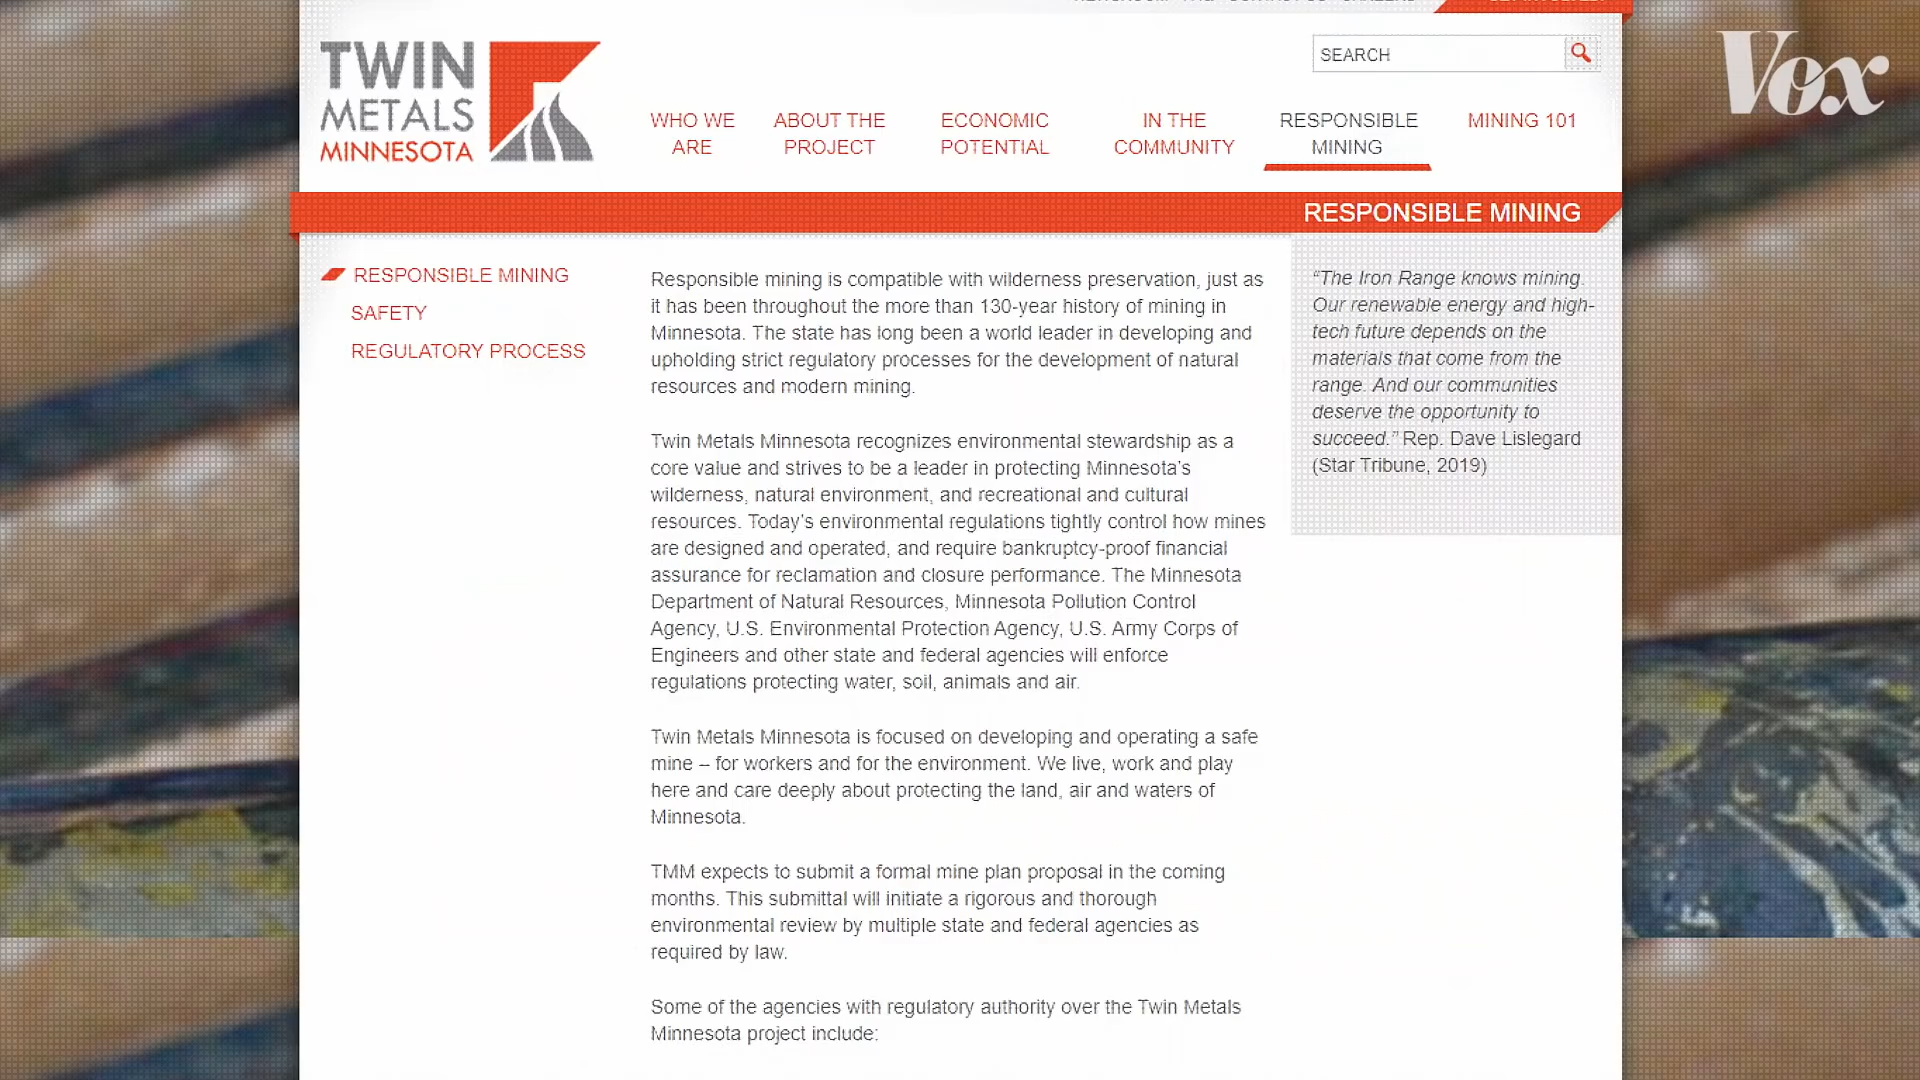 TWIN
METALS
MINNESOTA
SEARCH
Vox
WHO WE
ARE
ABOUT THE
PROJECT
ECONOMIC
POTENTIAL
IN THE
COMMUNITY
RESPONSIBLE
MINING
MINING 101
RESPONSIBLE MINING
RESPONSIBLE MINING
SAFETY
REGULATORY PROCESS
Responsible mining is compatible with wilderness preservation, just as
it has been throughout the more than 130-year history of mining in
Minnesota. The state has long been a world leader in developing and
upholding strict regulatory processes for the development of natural
resources and modern mining.
Twin Metals Minnesota recognizes environmental stewardship as a
core value and strives to be a leader in protecting Minnesota’s
wilderness, natural environment, and recreational and cultural
resources. Today’s environmental regulations tightly control how mines
are designed and operated, and require bankruptcy-proof financial
assurance for reclamation and closure performance. The Minnesota
Department of Natural Resources, Minnesota Pollution Control
Agency, U.S. Environmental Protection Agency, U.S. Army Corps of
Engineers and other state and federal agencies will enforce
regulations protecting water, soil, animals and air.
Twin Metals Minnesota is focused on developing and operating a safe
mine – for workers and for the environment. We live, work and play
here and care deeply about protecting the land, air and waters of
Minnesota.
TMM expects to submit a formal mine plan proposal in the coming
months. This submittal will initiate a rigorous and thorough
environmental review by multiple state and federal agencies as
required by law.
Some of the agencies with regulatory authority over the Twin Metals
Minnesota project include:
“The Iron Range knows mining.
Our renewable energy and high-
tech future depends on the
materials that come from the
range. And our communities
deserve the opportunity to
succeed.” Rep. Dave Lislegard
(Star Tribune, 2019)